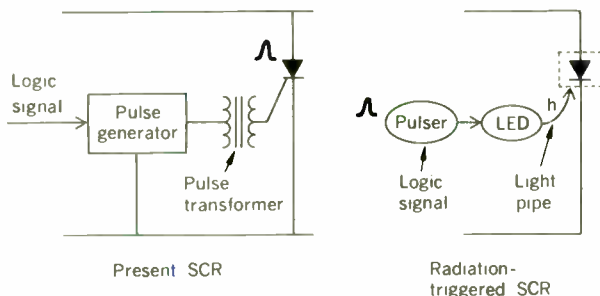 Logic
signal
Pulse
generator
Pulse
transformer
Present SCR
Pulser
LED
h
Logic
signal
Light
pipe
Radiation-
triggered SCR